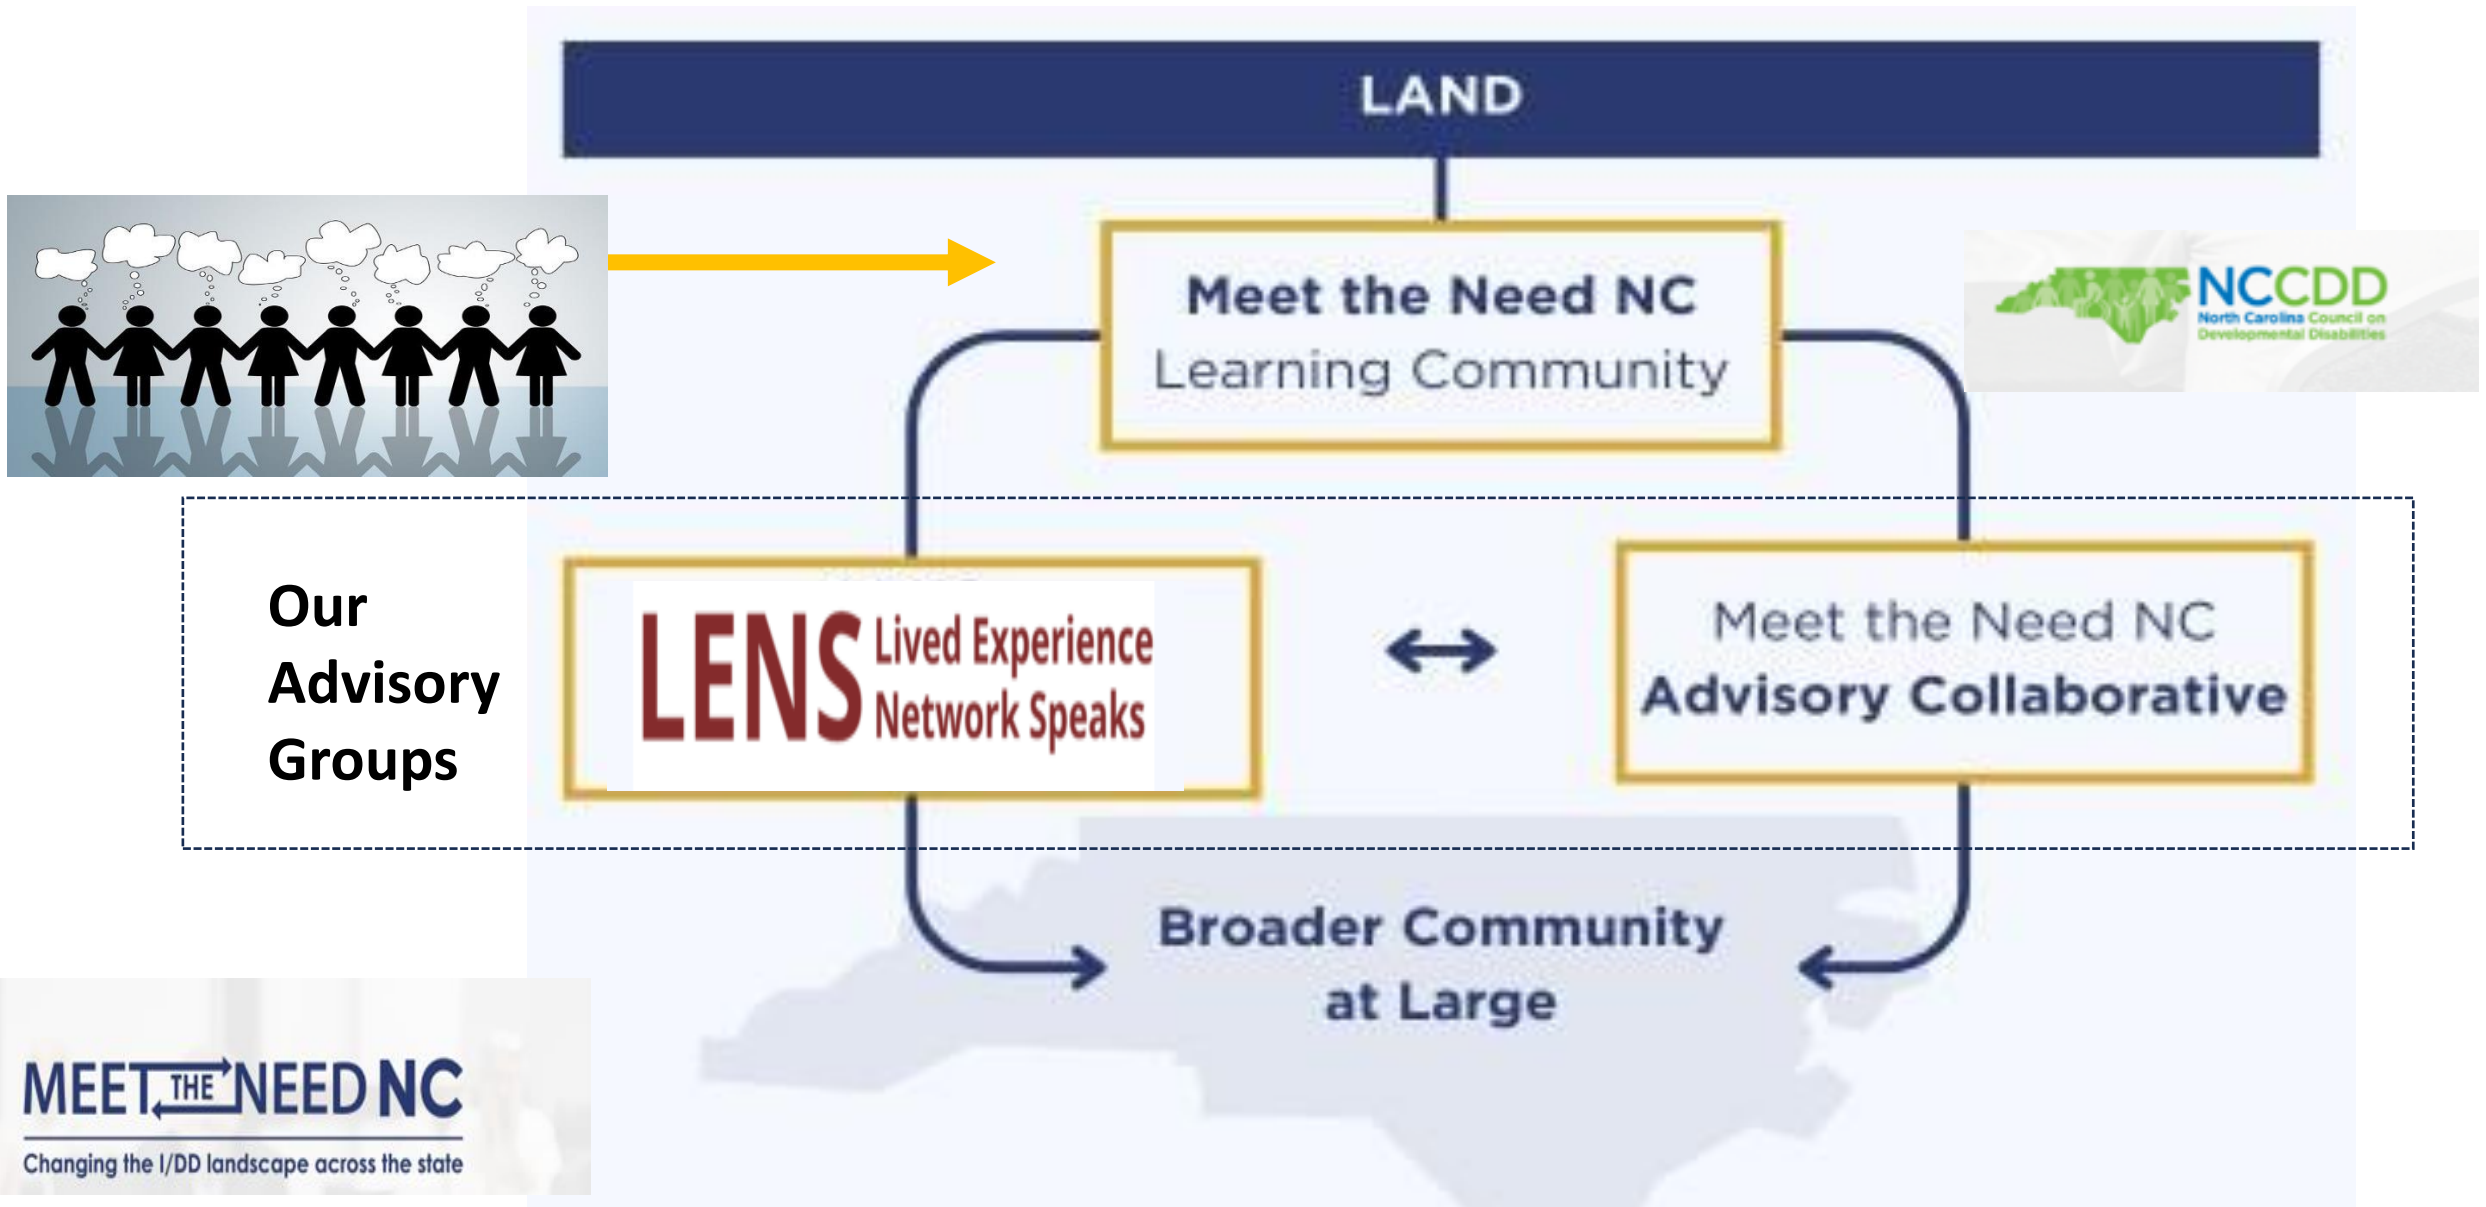 LAND
Meet the Need NC
Learning Community
NCCDD
North Carolina Council on
Developmental Disabilities
Our
Advisory
Groups
LENS
Lived Experience
Network Speaks
Meet the Need NC
Advisory Collaborative
Broader Community
at Large
MEET THE NEED NC
Changing the I/DD landscape across the state